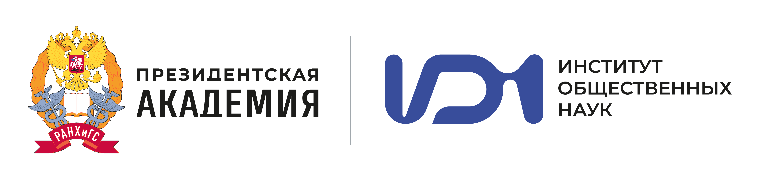 ПРЕЗИДЕНТСКАЯ
АКАДЕМИЯ
РАНХиГС
ИНСТИТУТ
ОБЩЕСТВЕННЫХ
НАУК